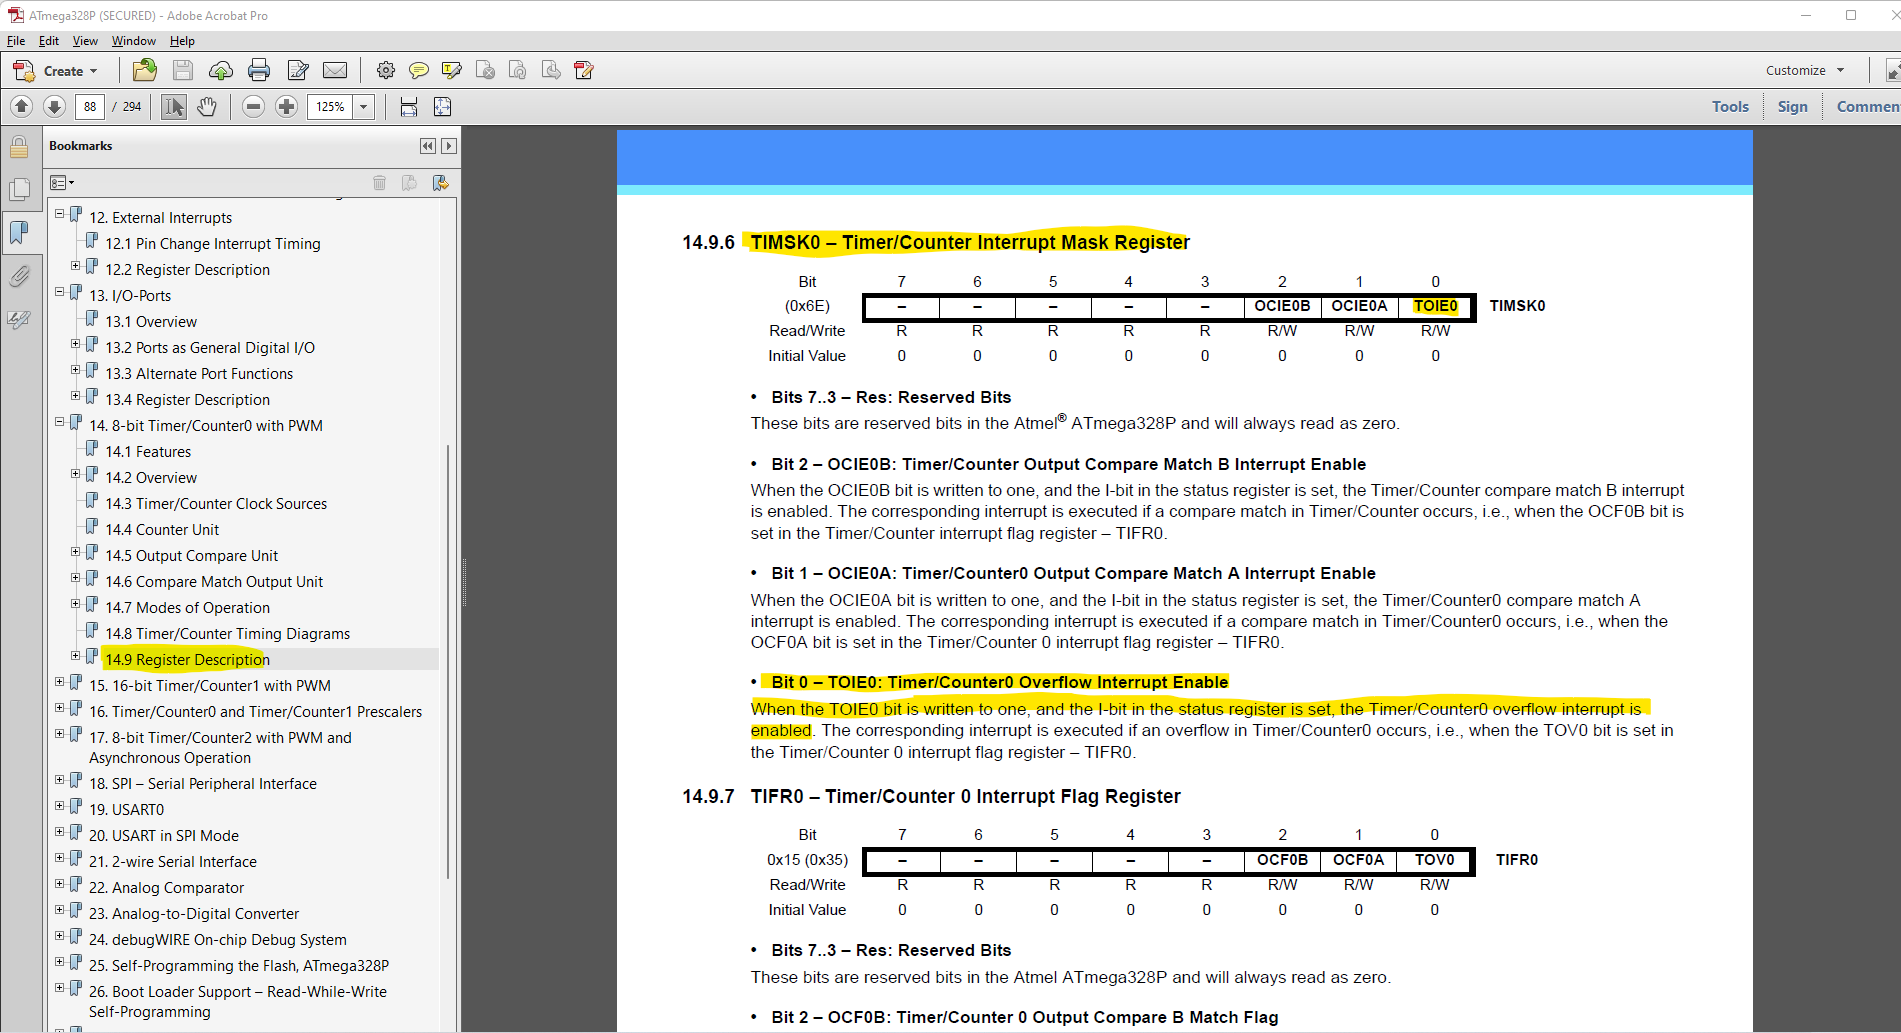 ATmega328P (SECURED) - Adobe Acrobat Pro
File Edit View Window Help
Create
Customize
88 / 294
125%
Tools Sign Commen
Bookmarks
12. External Interrupts
12.1 Pin Change Interrupt Timing
12.2 Register Description
13. I/O-Ports
13.1 Overview
13.2 Ports as General Digital I/O
13.3 Alternate Port Functions
13.4 Register Description
14. 8-bit Timer/Counter0 with PWM
14.1 Features
14.2 Overview
14.3 Timer/Counter Clock Sources
14.4 Counter Unit
14.5 Output Compare Unit
14.6 Compare Match Output Unit
14.7 Modes of Operation
14.8 Timer/Counter Timing Diagrams
14.9 Register Description
15. 16-bit Timer/Counter1 with PWM
16. Timer/Counter0 and Timer/Counter1 Prescalers
17. 8-bit Timer/Counter2 with PWM and
Asynchronous Operation
18. SPI – Serial Peripheral Interface
19. USART0
20. USART in SPI Mode
21. 2-wire Serial Interface
22. Analog Comparator
23. Analog-to-Digital Converter
24. debugWIRE On-chip Debug System
25. Self-Programming the Flash, ATmega328P
26. Boot Loader Support – Read-While-Write
Self-Programming
14.9.6 TIMSK0 – Timer/Counter Interrupt Mask Register
Bit 7 6 5 4 3 2 1 0
(0x6E) – – – – – OCIE0B OCIE0A TOIE0 TIMSK0
Read/Write R R R R R R/W R/W R/W
Initial Value 0 0 0 0 0 0 0 0
• Bits 7..3 – Res: Reserved Bits
These bits are reserved bits in the Atmel® ATmega328P and will always read as zero.
• Bit 2 – OCIE0B: Timer/Counter Output Compare Match B Interrupt Enable
When the OCIE0B bit is written to one, and the I-bit in the status register is set, the Timer/Counter compare match B interrupt
is enabled. The corresponding interrupt is executed if a compare match in Timer/Counter occurs, i.e., when the OCF0B bit is
set in the Timer/Counter interrupt flag register – TIFR0.
• Bit 1 – OCIE0A: Timer/Counter0 Output Compare Match A Interrupt Enable
When the OCIE0A bit is written to one, and the I-bit in the status register is set, the Timer/Counter0 compare match A
interrupt is enabled. The corresponding interrupt is executed if a compare match in Timer/Counter0 occurs, i.e., when the
OCF0A bit is set in the Timer/Counter 0 interrupt flag register – TIFR0.
• Bit 0 – TOIE0: Timer/Counter0 Overflow Interrupt Enable
When the TOIE0 bit is written to one, and the I-bit in the status register is set, the Timer/Counter0 overflow interrupt is
enabled. The corresponding interrupt is executed if an overflow in Timer/Counter0 occurs, i.e., when the TOV0 bit is set in
the Timer/Counter 0 interrupt flag register – TIFR0.
14.9.7 TIFR0 – Timer/Counter 0 Interrupt Flag Register
Bit 7 6 5 4 3 2 1 0
0x15 (0x35) – – – – – OCF0B OCF0A TOV0 TIFR0
Read/Write R R R R R R/W R/W R/W
Initial Value 0 0 0 0 0 0 0 0
• Bits 7..3 – Res: Reserved Bits
These bits are reserved bits in the Atmel ATmega328P and will always read as zero.
• Bit 2 – OCF0B: Timer/Counter 0 Output Compare B Match Flag